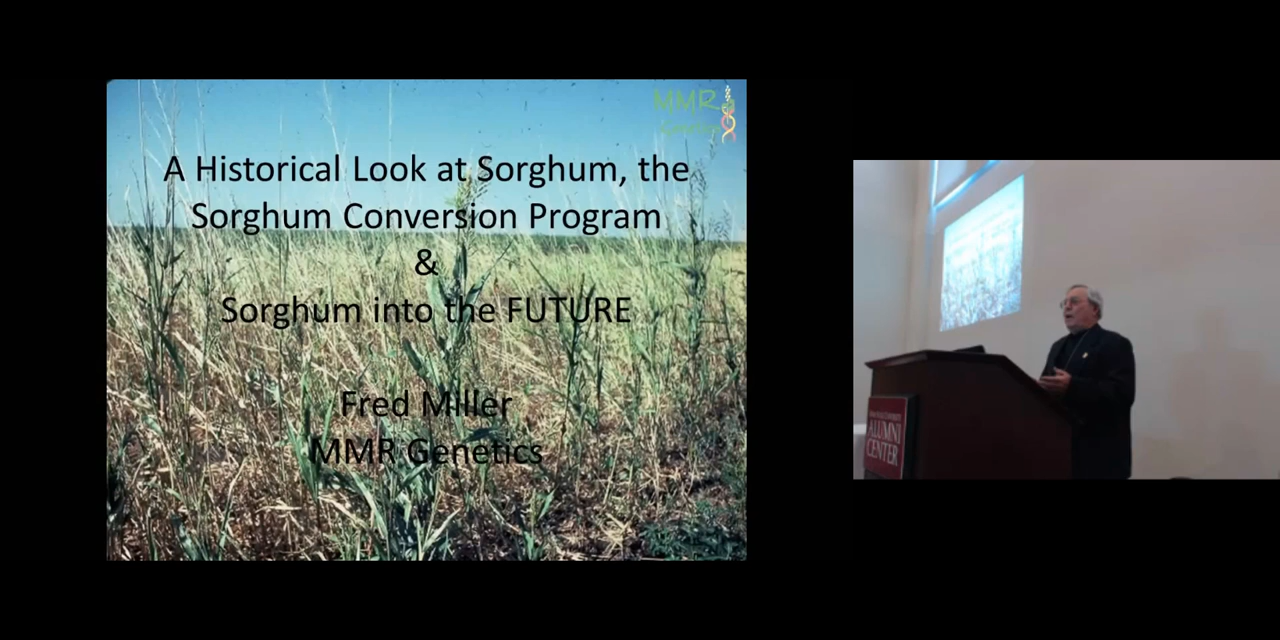 MMR
A Historical Look at Sorghum, the
Sorghum Conversion Program
&
Sorghum into the FUTURE
Fred Miller
MMR Genetics
ALUMNI
CENTER